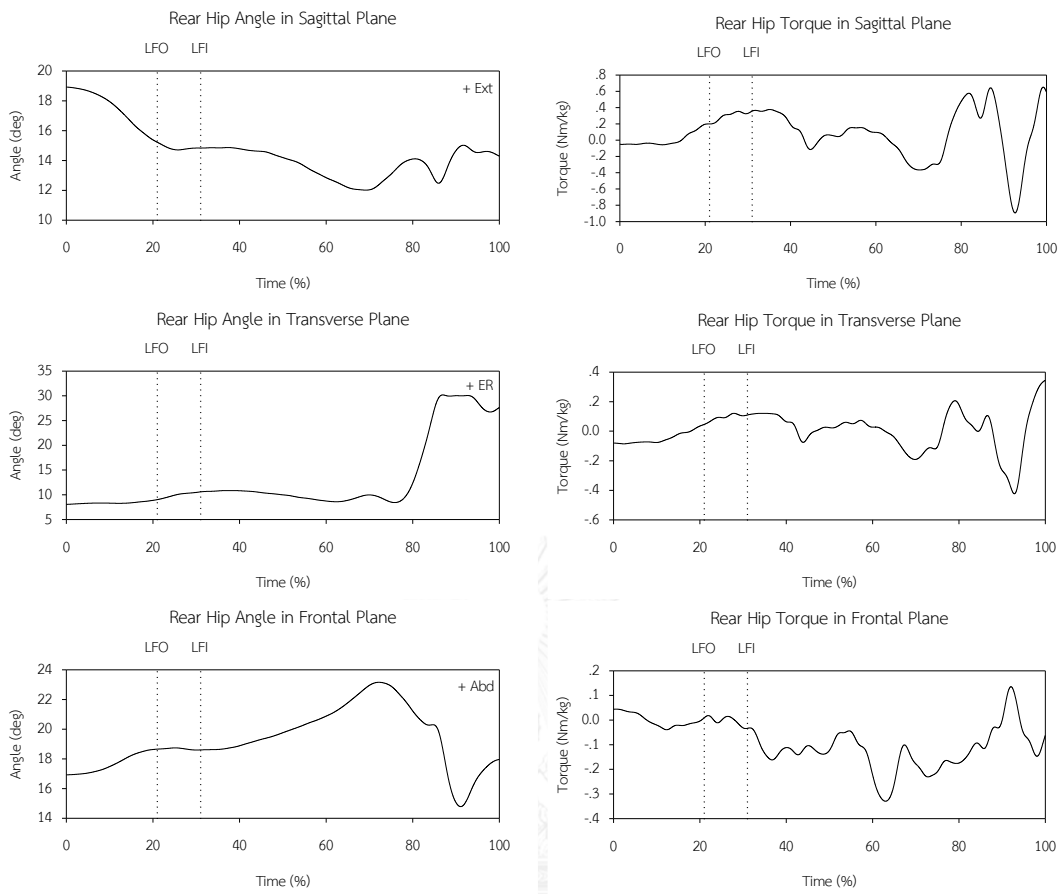 Rear Hip Angle in Sagittal Plane
LFO LFI
20
18
16
14
12
10
Angle (deg)
+ Ext
0 20 40 60 80 100
Time (%)
Rear Hip Torque in Sagittal Plane
LFO LFI
.8
.6
.4
0.2
0.0
-.2
-.4
-.6
-.8
-1.0
Torque (Nm/kg)
0 20 40 60 80 100
Time (%)
Rear Hip Angle in Transverse Plane
LFO LFI
35
30
25
20
15
10
5
Angle (deg)
+ ER
0 20 40 60 80 100
Time (%)
Rear Hip Torque in Transverse Plane
LFO LFI
.4
.2
0.0
-.2
-.4
-.6
Torque (Nm/kg)
0 20 40 60 80 100
Time (%)
Rear Hip Angle in Frontal Plane
LFO LFI
24
22
20
18
16
14
Angle (deg)
+ Abd
0 20 40 60 80 100
Time (%)
Rear Hip Torque in Frontal Plane
LFO LFI
.2
.1
0.0
-.1
-.2
-.3
-.4
Torque (Nm/kg)
0 20 40 60 80 100
Time (%)